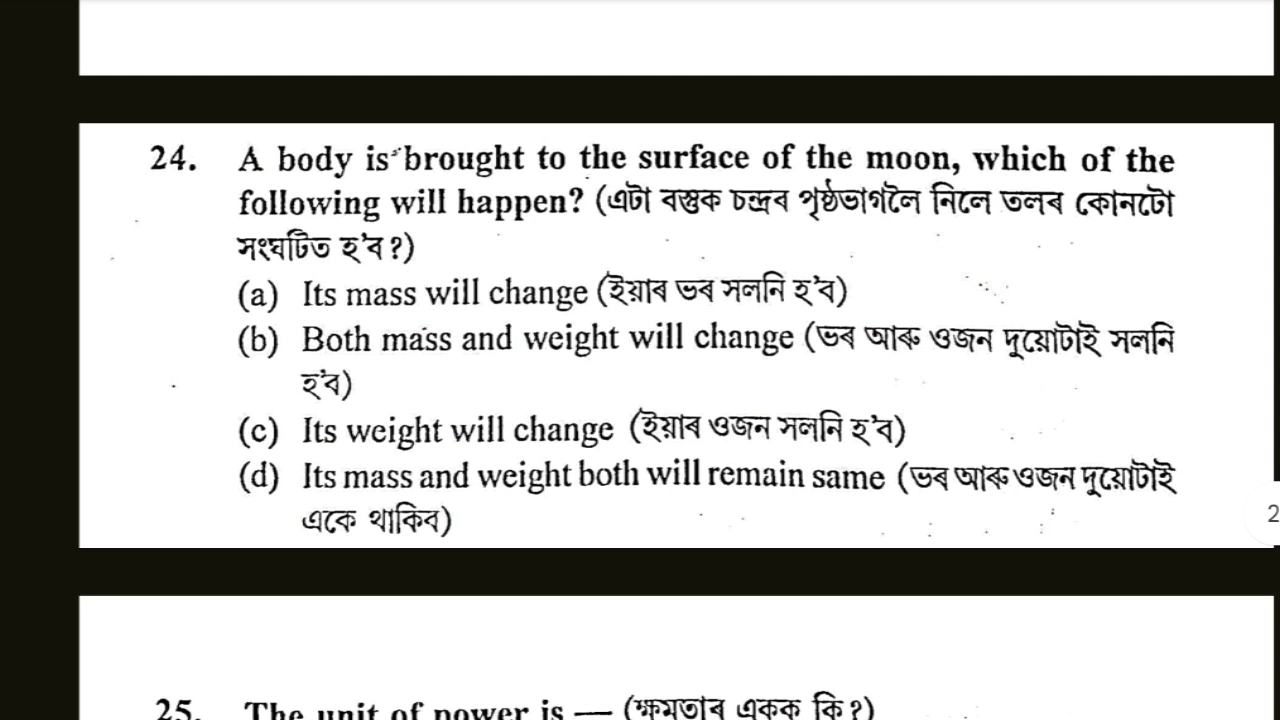 24. A body is brought to the surface of the moon, which of the
following will happen? (এটা বস্তুক চন্দ্ৰৰ পৃষ্ঠভাগলৈ নিলে তলৰ কোনটো
সংঘটিত হ'ব?)
(a) Its mass will change (ইয়াৰ ভৰ সলনি হ'ব)
(b) Both mass and weight will change (ভৰ আৰু ওজন দুয়োটাই সলনি
হ'ব)
(c) Its weight will change (ইয়াৰ ওজন সলনি হ'ব)
(d) Its mass and weight both will remain same (ভৰ আৰু ওজন দুয়োটাই
একে থাকিব)
2
25. The unit of power is — (ক্ষমতাৰ একক কি?)